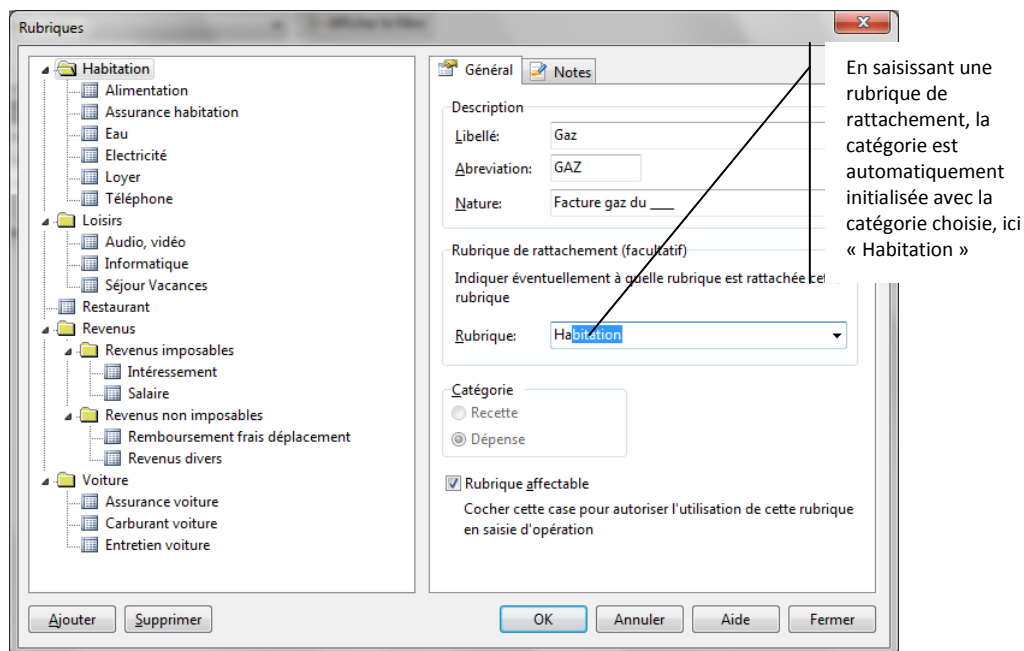 Rubriques
Habitation
Alimentation
Assurance habitation
Eau
Electricité
Loyer
Téléphone
Loisirs
Audio, vidéo
Informatique
Séjour Vacances
Restaurant
Revenus
Revenus imposables
Intéressement
Salaire
Revenus non imposables
Remboursement frais déplacement
Revenus divers
Voiture
Assurance voiture
Carburant voiture
Entretien voiture
Ajouter
Supprimer
Général
Notes
Description
Libellé: Gaz
Abreviation: GAZ
Nature: Facture gaz du ___
Rubrique de rattachement (facultatif)
Indiquer éventuellement à quelle rubrique est rattachée
rubrique
Rubrique: Habitation
Catégorie
Recette
Dépense
Rubrique affectable
Cocher cette case pour autoriser l'utilisation de cette rubrique
en saisie d'opération
OK
Annuler
Aide
Fermer
En saisissant une
rubrique de
rattachement, la
catégorie est
automatiquement
initialisée avec la
catégorie choisie, ici
« Habitation »